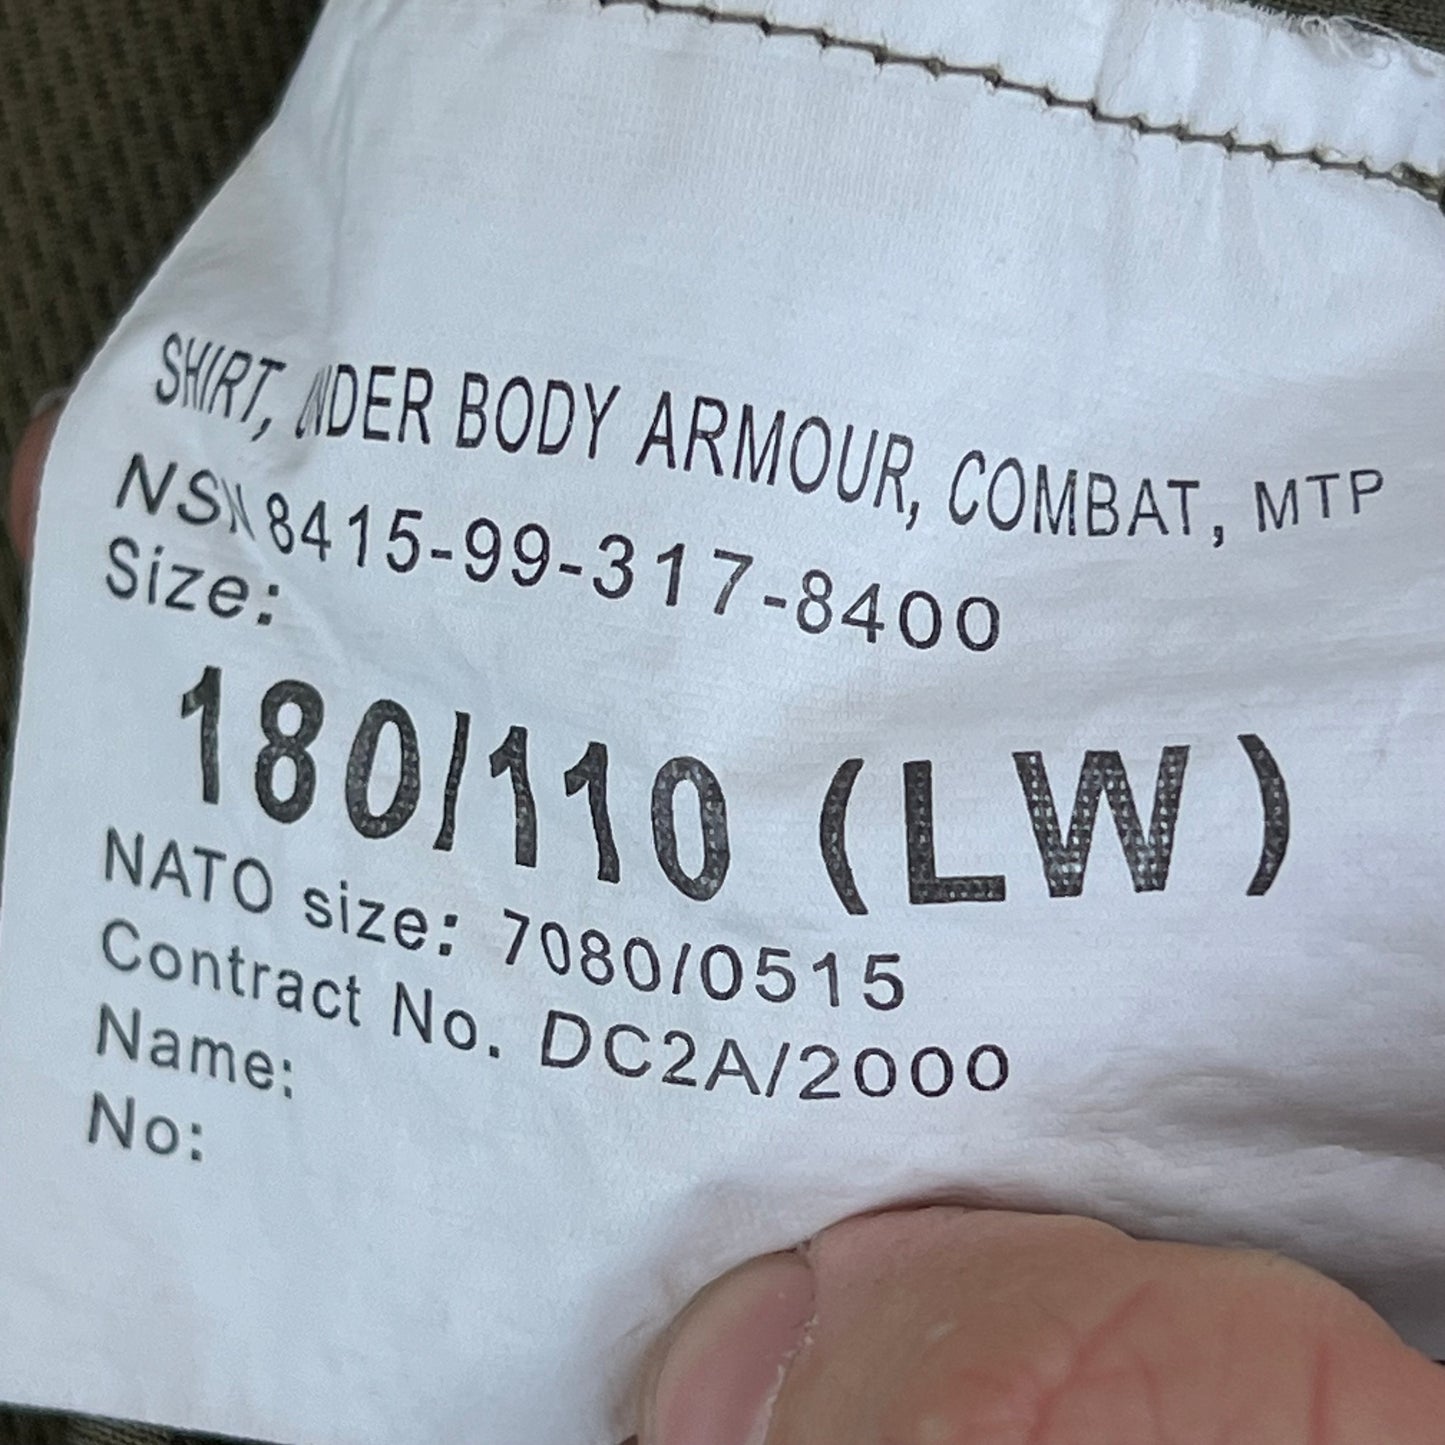 SHIRT, UNDER BODY ARMOUR, COMBAT, MTP
NSN 8415-99-317-8400
Size:
180/110 (LW)
NATO size: 7080/0515
Contract No. DC2A/2000
Name:
No: